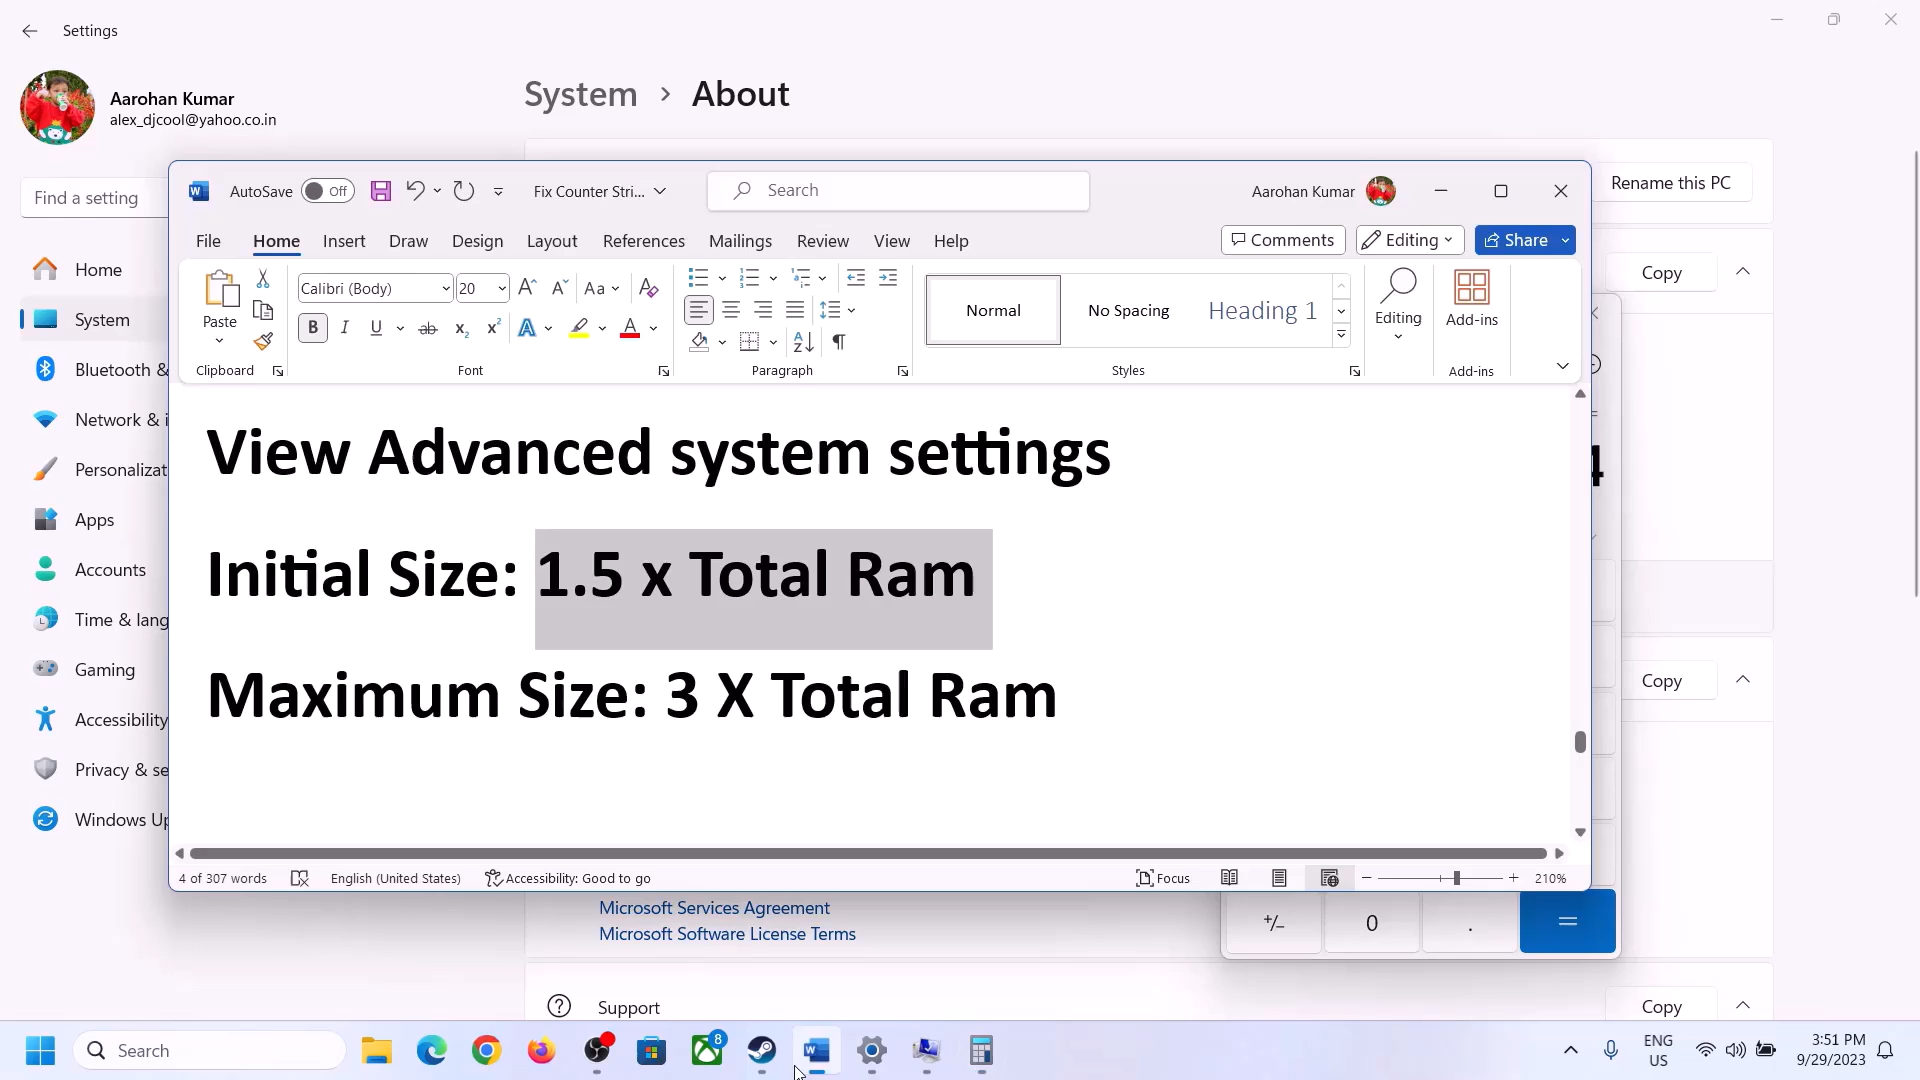 Settings
Aarohan Kumar
alex_djcool@yahoo.co.in
System > About
Find a setting
Rename this PC
Home
System
Bluetooth &
Network & i
Personalizat
Apps
Accounts
Time & lang
Gaming
Accessibility
Privacy & se
Windows Up
AutoSave Off
Fix Counter Stri...
Search
Aarohan Kumar
File Home Insert Draw Design Layout References Mailings Review View Help
Comments Editing Share
Copy
Paste
Calibri (Body) 20
Normal No Spacing Heading 1
Editing
Add-ins
Clipboard Font Paragraph Styles Add-ins
View Advanced system settings
Initial Size: 1.5 x Total Ram
Maximum Size: 3 X Total Ram
Copy
4 of 307 words English (United States) Accessibility: Good to go Focus 210%
Microsoft Services Agreement
Microsoft Software License Terms
+/- 0 . =
Support
Copy
Search
8
ENG
US
3:51 PM
9/29/2023